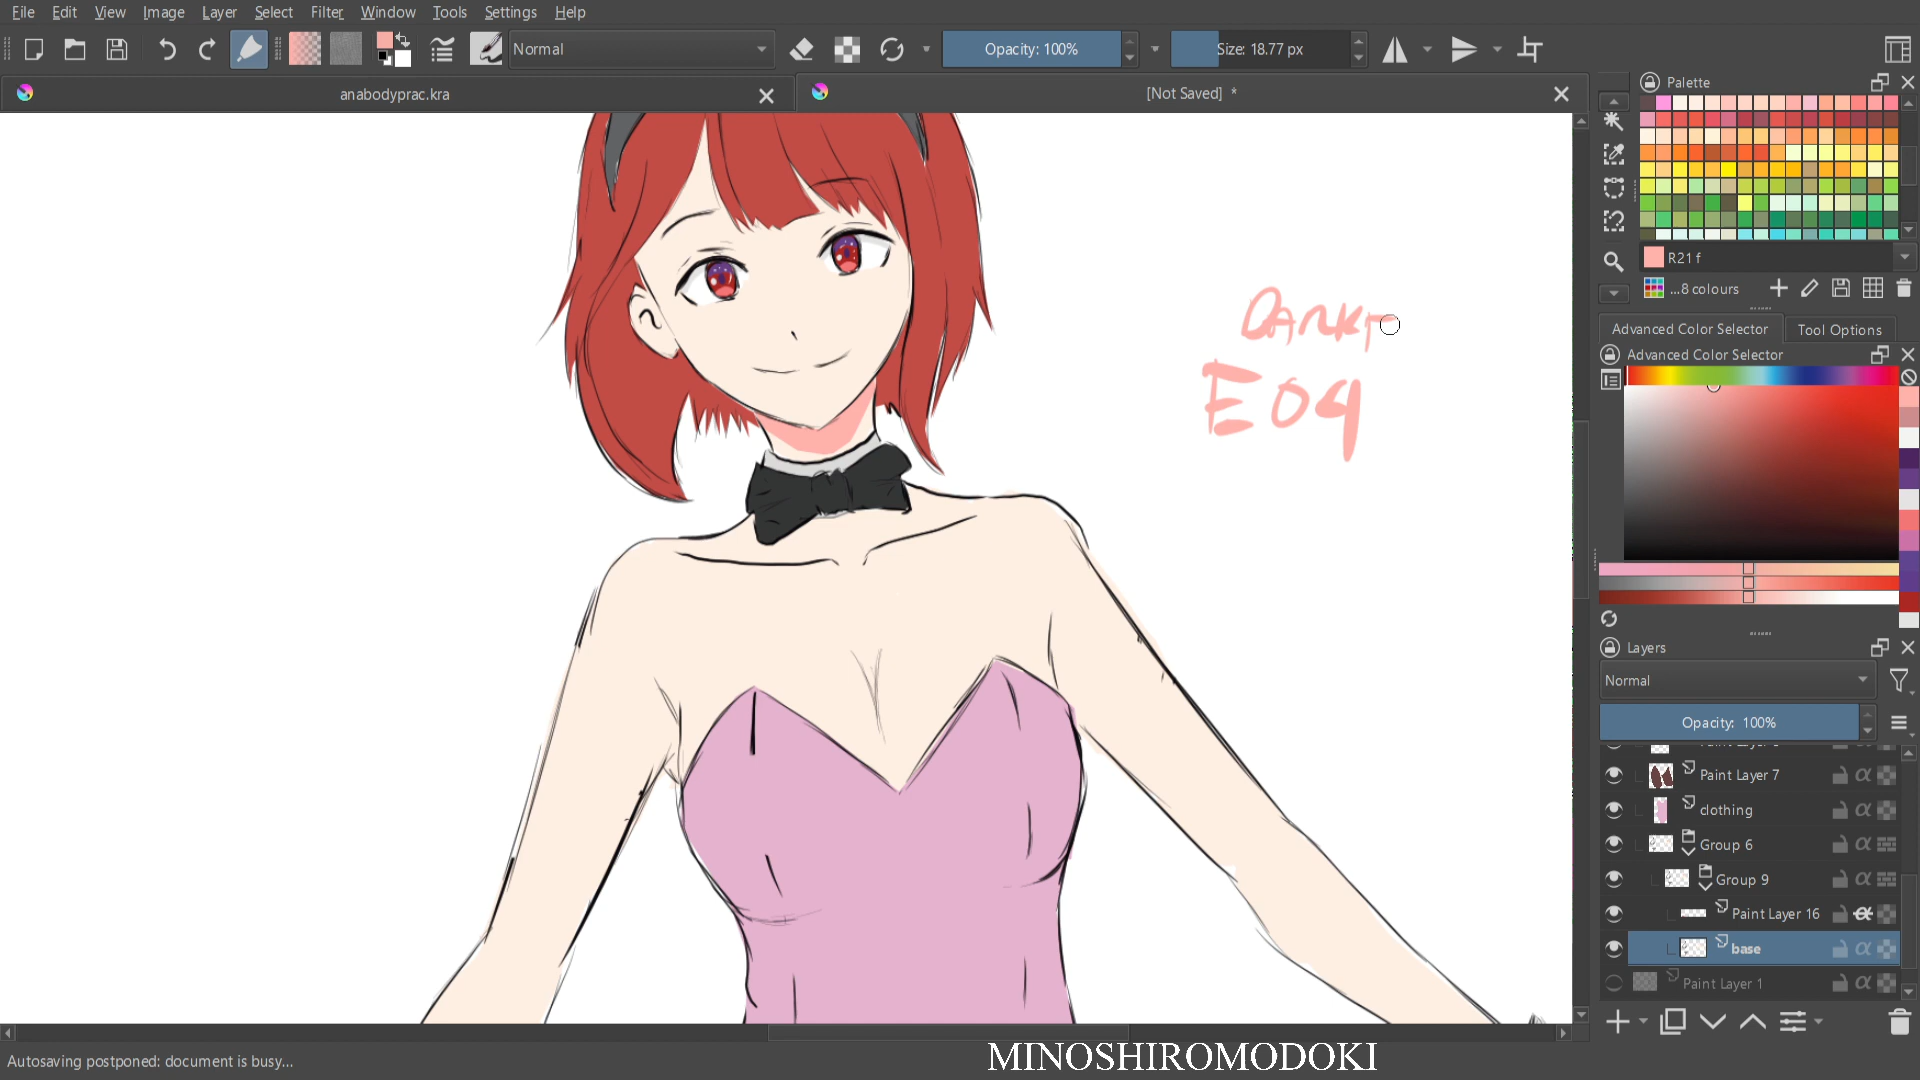 File Edit View Image Layer Select Filter Window Tools Settings Help
Normal Opacity: 100% Size: 18.77 px
anabodyprac.kra [Not Saved] *
Palette
R21 f
...8 colours
Advanced Color Selector Tool Options
Advanced Color Selector
E04
Layers
Normal
Opacity: 100%
Paint Layer 7
clothing
Group 6
Group 9
Paint Layer 16
base
Paint Layer 1
Autosaving postponed: document is busy...
MINOSHIROMODOKI